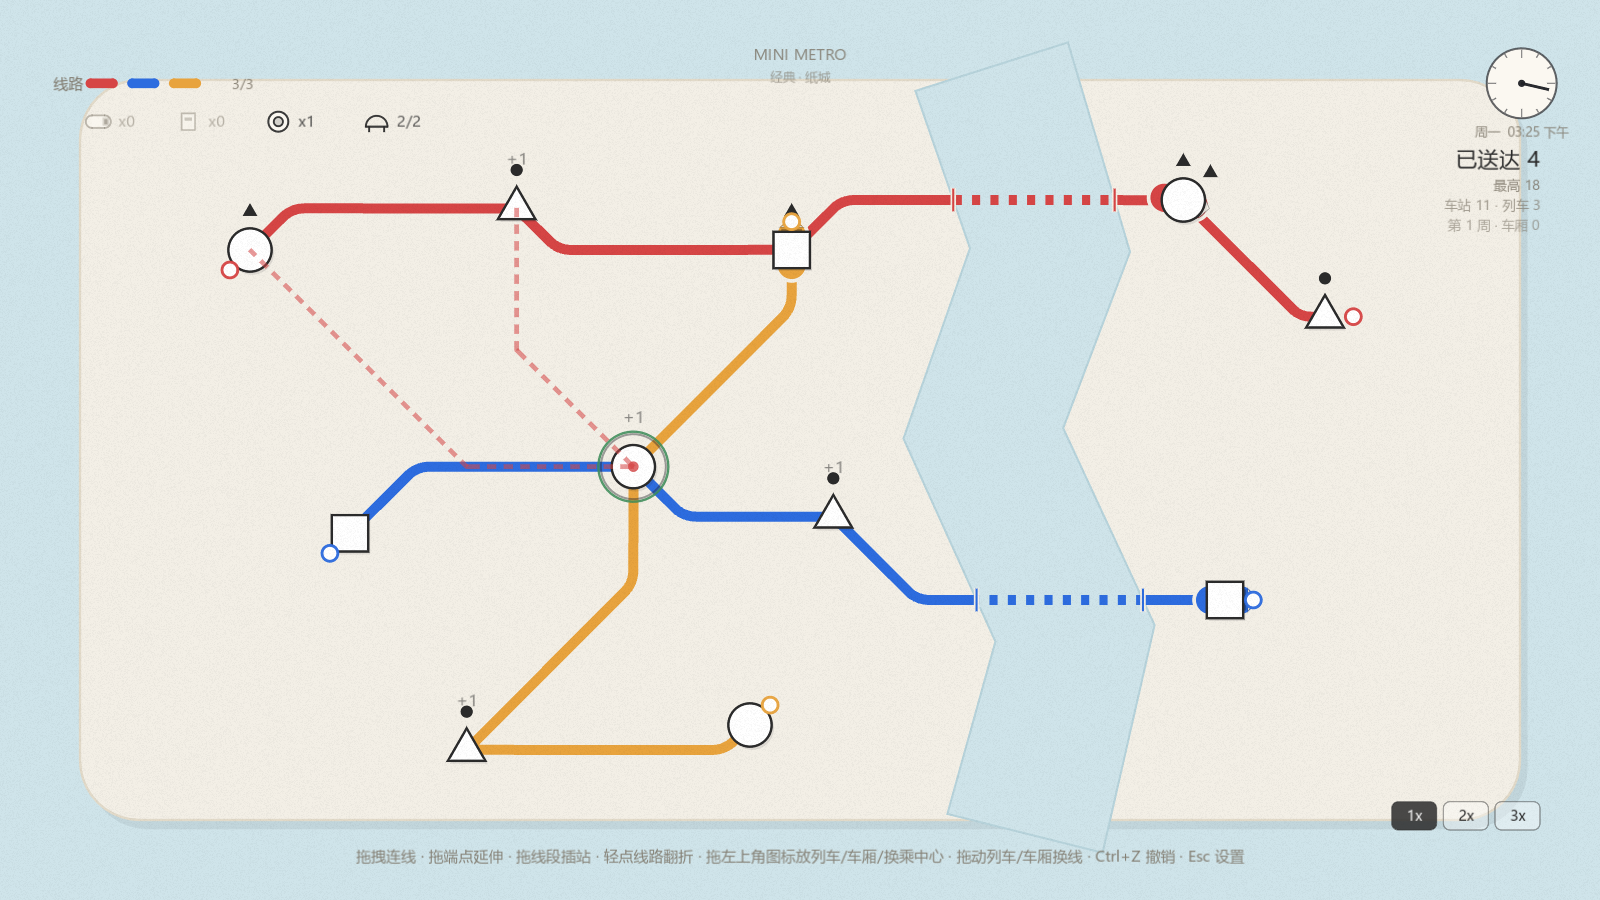 MINI METRO
经典 · 纸城
线路
3/3
x0
x0
x1
2/2
周一 03:25 下午
已送达 4
最高 18
车站 11 · 列车 3
第 1 周 · 车厢 0
+1
+1
+1
+1
1x
2x
3x
拖拽连线 · 拖端点延伸 · 拖线段插站 · 轻点线路翻折 · 拖左上角图标放列车/车厢/换乘中心 · 拖动列车/车厢换线 · Ctrl+Z 撤销 · Esc 设置